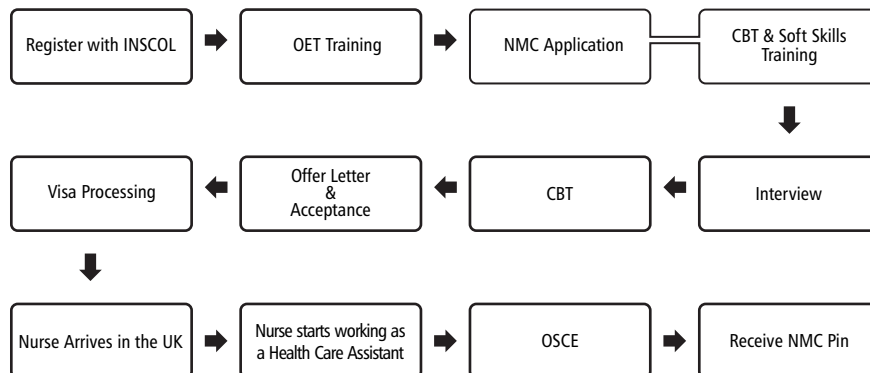 Register with INSCOL
OET Training
NMC Application
CBT & Soft Skills
Training
Interview
CBT
Offer Letter
&
Acceptance
Visa Processing
Nurse Arrives in the UK
Nurse starts working as
a Health Care Assistant
OSCE
Receive NMC Pin